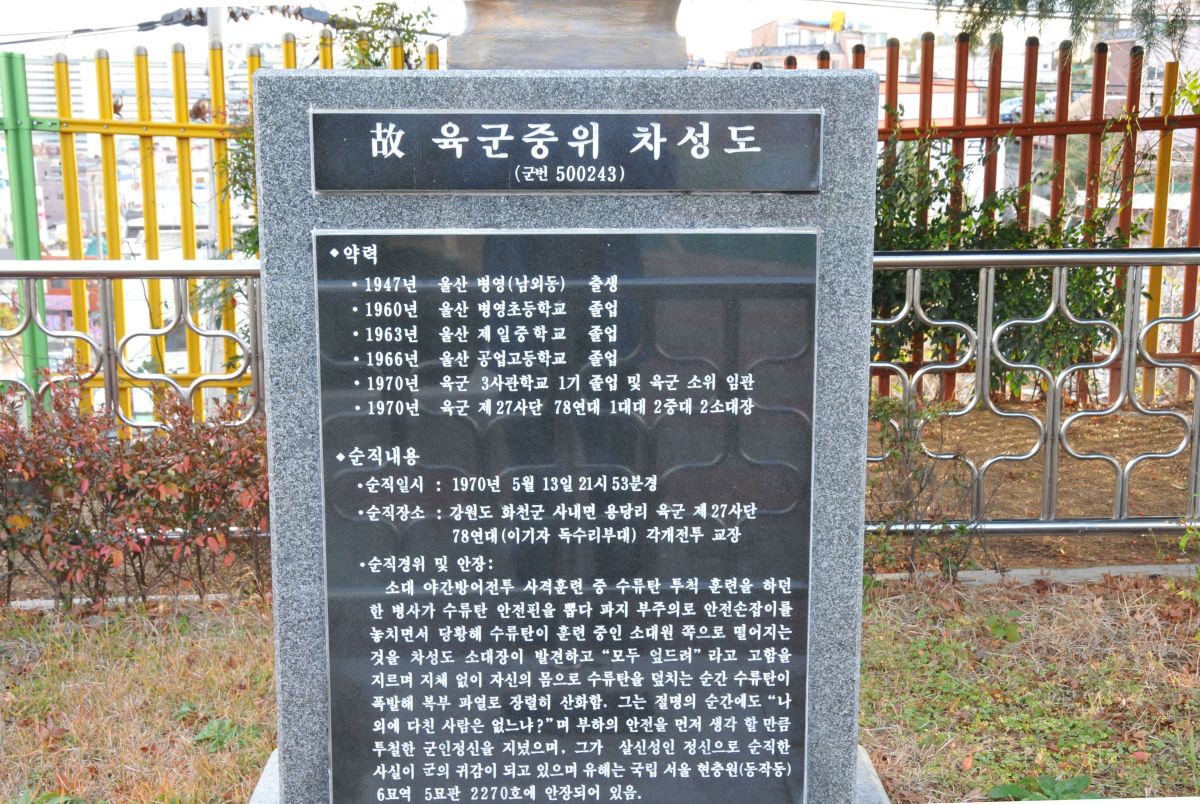 故 육군중위 차성도
(군번 500243)
◆약력
・1947년 울산 병영(남외동) 출생
・1960년 울산 병영초등학교 졸업
・1963년 울산 제일중학교 졸업
・1966년 울산 공업고등학교 졸업
・1970년 육군 3사관학교 1기 졸업 및 육군 소위 임관
・1970년 육군 제27사단 78연대 1대대 2중대 2소대장
◆순직내용
・순직일시 : 1970년 5월 13일 21시 53분경
・순직장소 : 강원도 화천군 사내면 용담리 육군 제27사단
78연대(이기자 독수리부대) 각개전투 교장
・순직경위 및 안장:
소대 야간방어전투 사격훈련 중 수류탄 투척 훈련을 하던
한 병사가 수류탄 안전핀을 뽑다 파지 부주의로 안전손잡이를
놓치면서 당황해 수류탄이 훈련 중인 소대원 쪽으로 떨어지는
것을 차성도 소대장이 발견하고 “모두 엎드려” 라고 고함을
지르며 지체 없이 자신의 몸으로 수류탄을 덮치는 순간 수류탄이
폭발해 복부 파열로 장렬히 산화함. 그는 절명의 순간에도 “나
외에 다친 사람은 없느냐?”며 부하의 안전을 먼저 생각 할 만큼
투철한 군인정신을 지녔으며, 그가 살신성인 정신으로 순직한
사실이 군의 귀감이 되고 있으며 유해는 국립 서울 현충원(동작동)
6묘역 5묘판 2270호에 안장되어 있음.